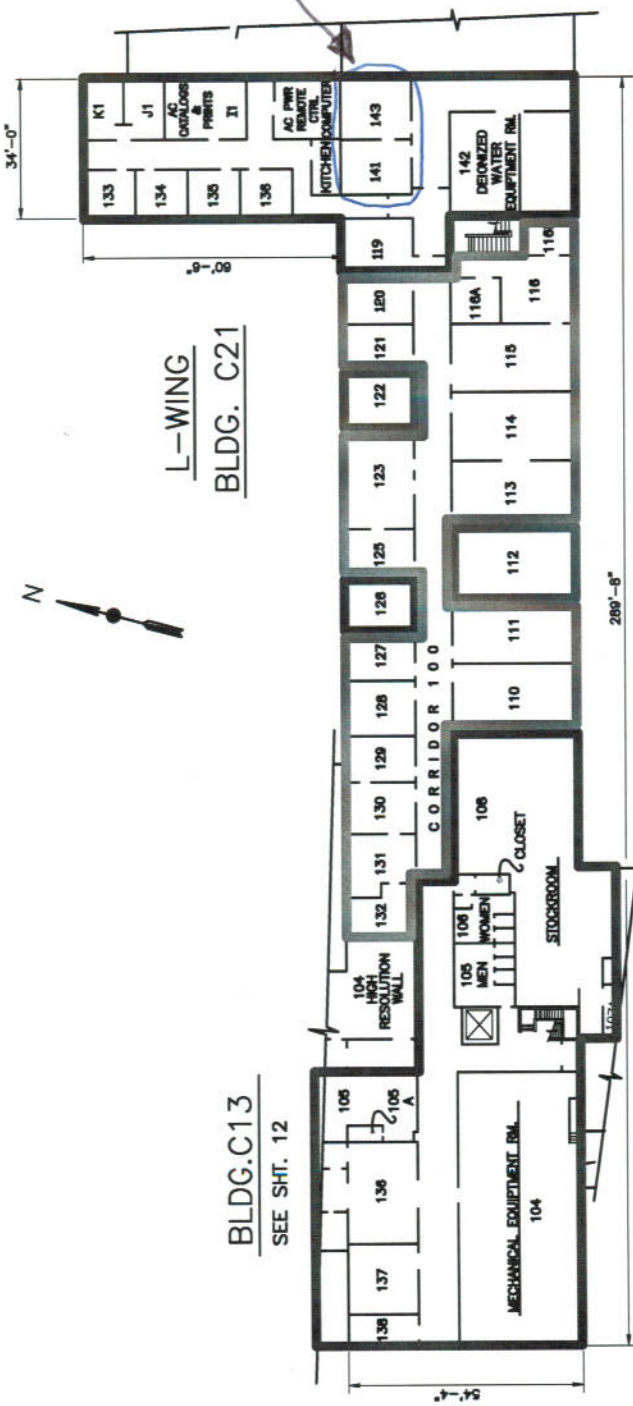 34'-0"
60'-6"
K1
J1
AC
CATALOGS
&
PRINTS
I1
133
134
135
136
AC PWR
REMOTE
CTRL
KITCHEN
COMPUTER
143
141
142
DEIONIZED
WATER
EQUIPTMENT RM.
119
L-WING
BLDG. C21
N
120
121
122
123
125
126
127
128
129
130
131
132
CORRIDOR 100
116A
116
116
115
114
113
112
111
110
289'-8"
BLDG.C13
SEE SHT. 12
104
HIGH
RESOLUTION
WALL
108
CLOSET
STOCKROOM
106
WOMEN
105
MEN
105
105
A
136
137
138
MECHANICAL EQUIPTMENT RM.
104
54'-4"